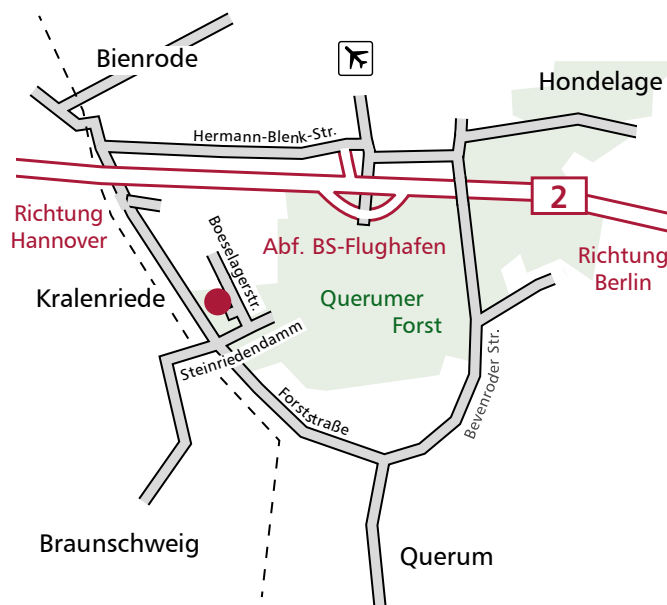 Bienrode
Hondelage
Hermann-Blenk-Str.
2
Richtung
Hannover
Boeselagerstr.
Abf. BS-Flughafen
Richtung
Berlin
Kralenriede
Querumer
Forst
Steinriedendamm
Bevenroder Str.
Forststraße
Braunschweig
Querum